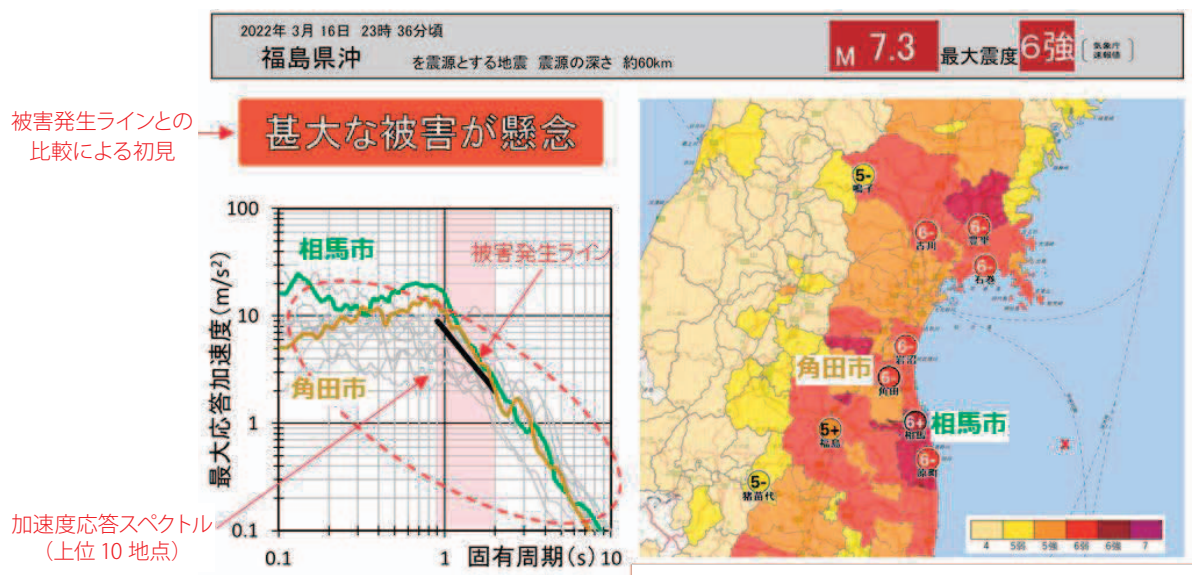 2022年 3月 16日 23時 36分頃
福島県沖 を震源とする地震 震源の深さ 約60km
M 7.3 最大震度 6強 [気象庁速報値]
被害発生ラインとの
比較による初見
甚大な被害が懸念
100
10
1
0.1
最大応答加速度(m/s²)
相馬市
被害発生ライン
角田市
加速度応答スペクトル
(上位 10 地点)
0.1
1
固有周期(s)
10
5-
鳴子
6-
古川
6-
豊里
6-
石巻
6-
岩沼
角田市
6-
角田
5+
福島
6+
相馬
相馬市
6-
原町
5-
猪苗代
x
4 5弱 5強 6弱 6強 7